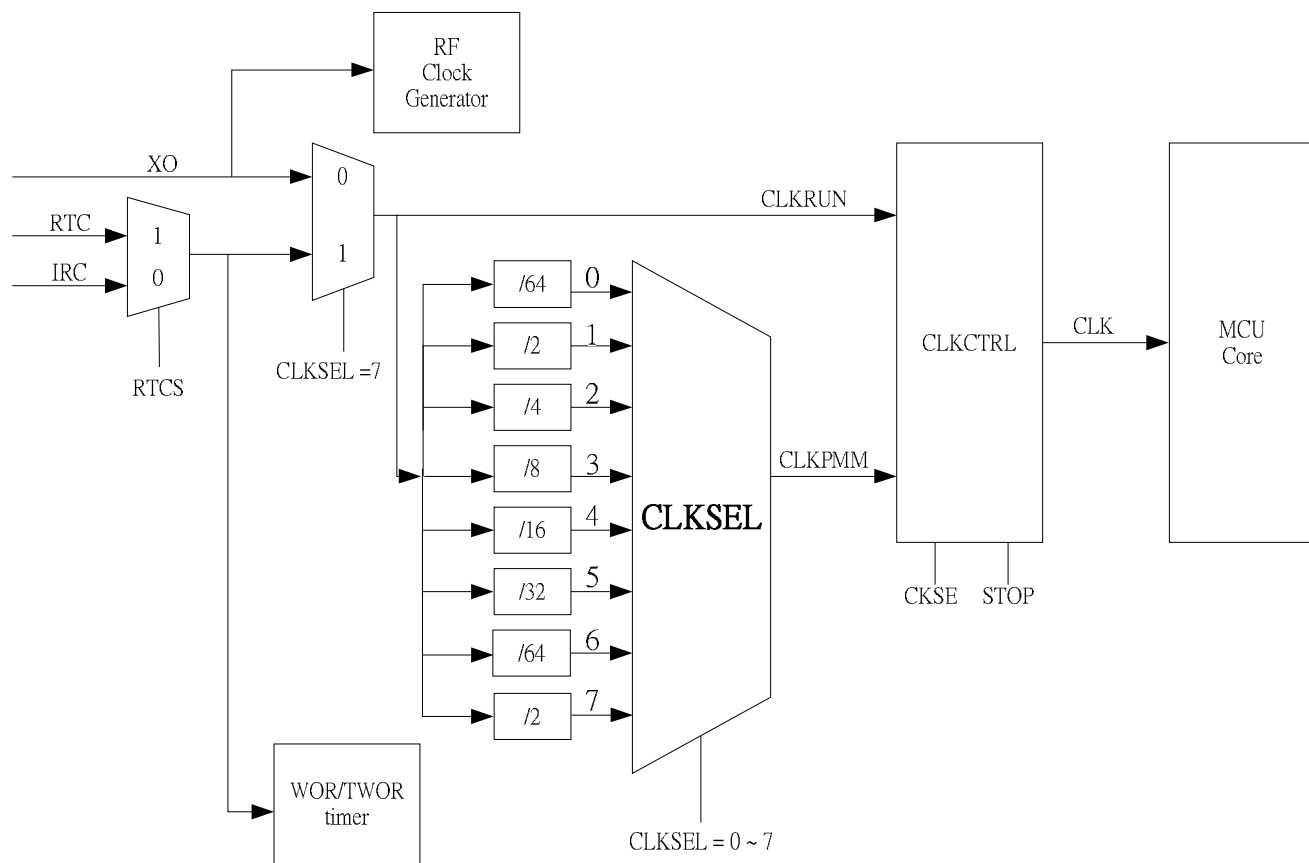 RF
Clock
Generator
XO
0
RTC
1
CLKRUN
1
IRC
0
/64
0
/2
1
CLKCTRL
CLK
MCU
Core
RTCS
CLKSEL =7
/4
2
/8
3
CLKPMM
CLKSEL
/16
4
/32
5
CKSE
STOP
/64
6
/2
7
WOR/TWOR
timer
CLKSEL = 0 ~ 7